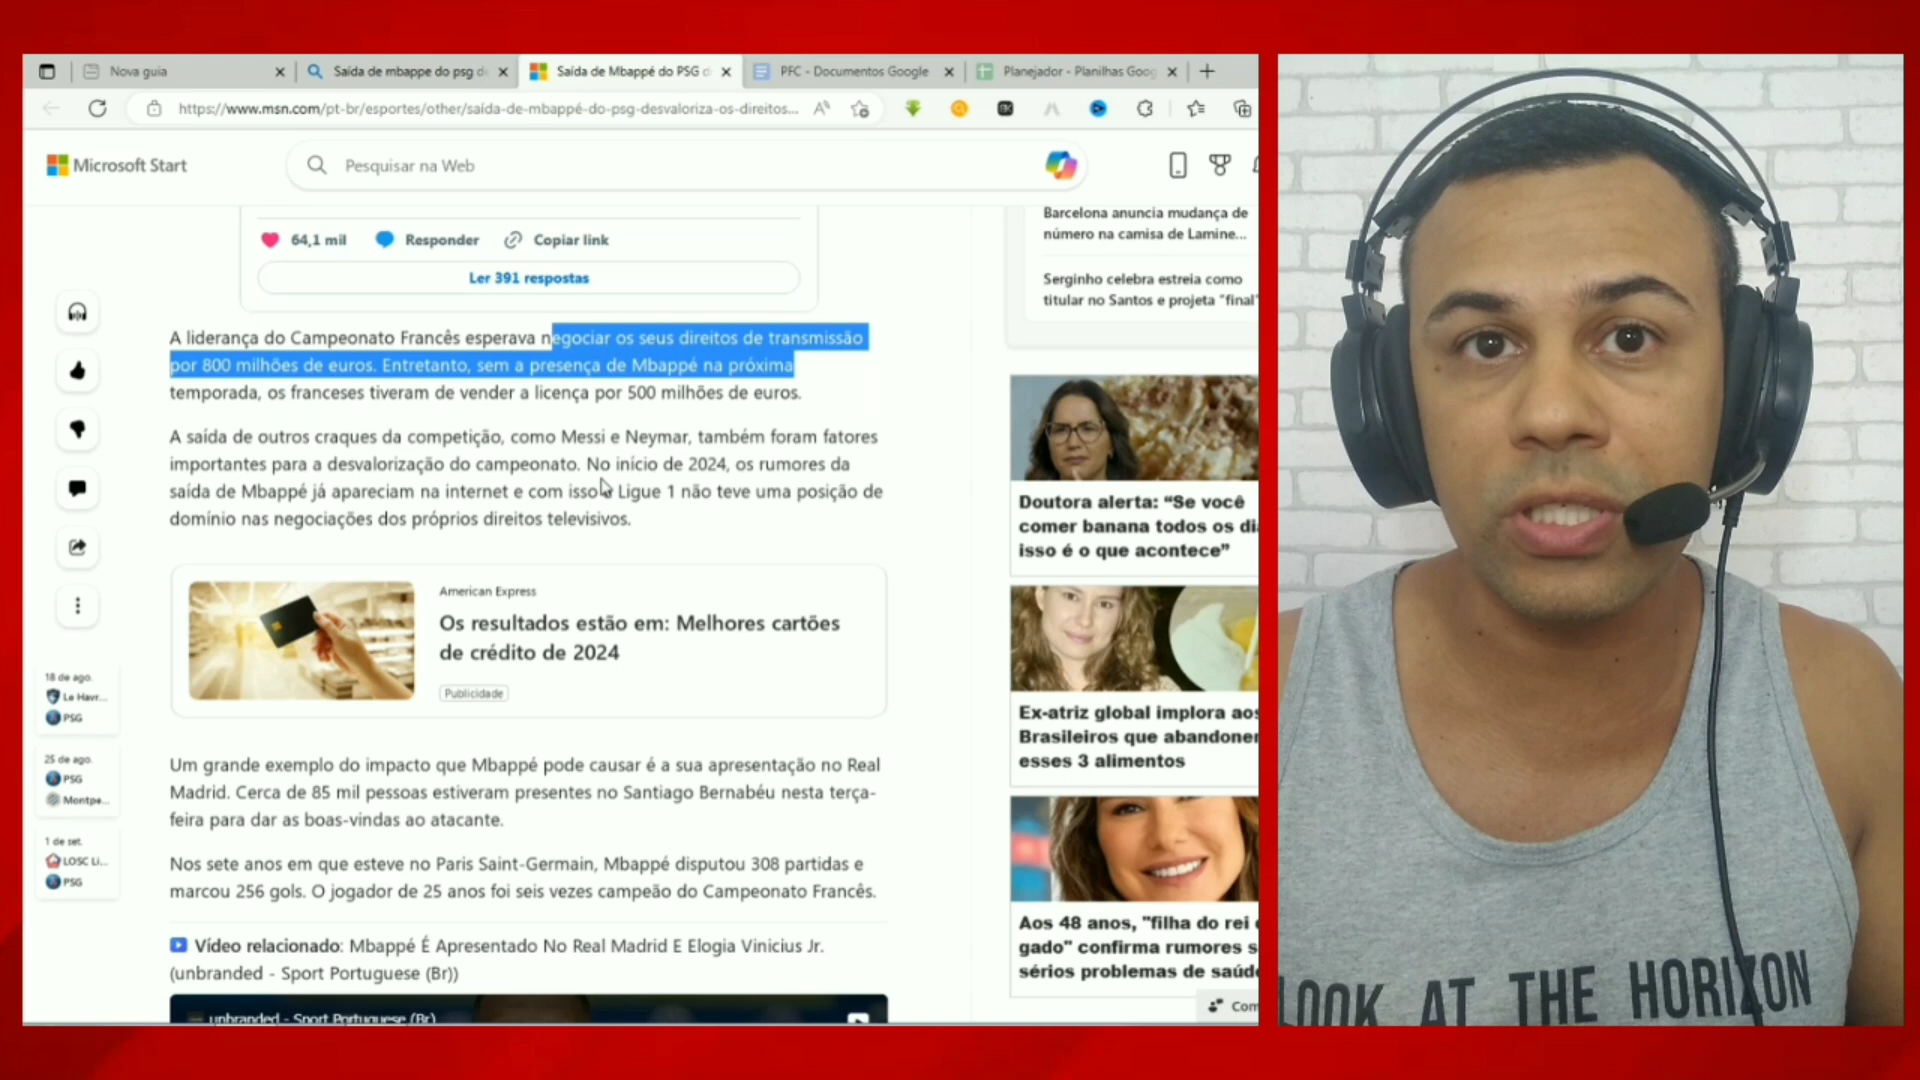 Nova guia
Saída de mbappe do psg d
Saída de Mbappé do PSG d
PFC - Documentos Google
Planejador - Planilhas Goog
https://www.msn.com/pt-br/esportes/other/saída-de-mbappé-do-psg-desvaloriza-os-direitos...
Microsoft Start
Pesquisar na Web
64,1 mil
Responder
Copiar link
Ler 391 respostas
A liderança do Campeonato Francês esperava negociar os seus direitos de transmissão
por 800 milhões de euros. Entretanto, sem a presença de Mbappé na próxima
temporada, os franceses tiveram de vender a licença por 500 milhões de euros.
A saída de outros craques da competição, como Messi e Neymar, também foram fatores
importantes para a desvalorização do campeonato. No início de 2024, os rumores da
saída de Mbappé já apareciam na internet e com isso a Ligue 1 não teve uma posição de
domínio nas negociações dos próprios direitos televisivos.
American Express
Os resultados estão em: Melhores cartões
de crédito de 2024
Publicidade
Um grande exemplo do impacto que Mbappé pode causar é a sua apresentação no Real
Madrid. Cerca de 85 mil pessoas estiveram presentes no Santiago Bernabéu nesta terça-
feira para dar as boas-vindas ao atacante.
Nos sete anos em que esteve no Paris Saint-Germain, Mbappé disputou 308 partidas e
marcou 256 gols. O jogador de 25 anos foi seis vezes campeão do Campeonato Francês.
Vídeo relacionado: Mbappé É Apresentado No Real Madrid E Elogia Vinicius Jr.
(unbranded - Sport Portuguese (Br))
unbranded - Sport Portuguese (Br)
18 de ago.
Le Havr...
PSG
25 de ago.
PSG
Montpe...
1 de set.
LOSC Li...
PSG
Barcelona anuncia mudança de
número na camisa de Lamine...
Serginho celebra estreia como
titular no Santos e projeta "final"
Doutora alerta: “Se você
comer banana todos os di
isso é o que acontece”
Ex-atriz global implora aos
Brasileiros que abandoner
esses 3 alimentos
Aos 48 anos, "filha do rei
gado" confirma rumores s
sérios problemas de saúde
Com
LOOK AT THE HORIZON